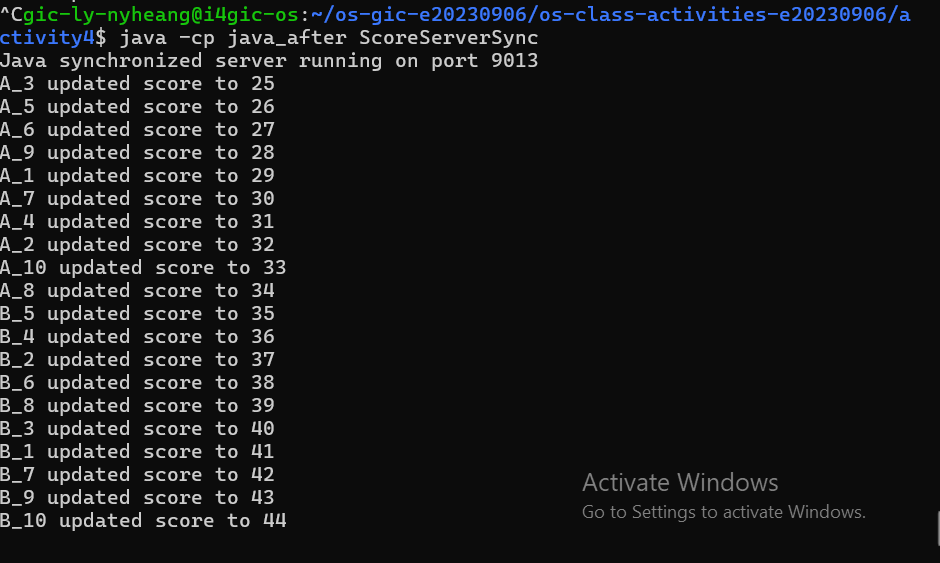 ^Cgic-ly-nyheang@i4gic-os:~/os-gic-e20230906/os-class-activities-e20230906/a
ctivity4$ java -cp java_after ScoreServerSync
Java synchronized server running on port 9013
A_3 updated score to 25
A_5 updated score to 26
A_6 updated score to 27
A_9 updated score to 28
A_1 updated score to 29
A_7 updated score to 30
A_4 updated score to 31
A_2 updated score to 32
A_10 updated score to 33
A_8 updated score to 34
B_5 updated score to 35
B_4 updated score to 36
B_2 updated score to 37
B_6 updated score to 38
B_8 updated score to 39
B_3 updated score to 40
B_1 updated score to 41
B_7 updated score to 42
B_9 updated score to 43
B_10 updated score to 44
Activate Windows
Go to Settings to activate Windows.